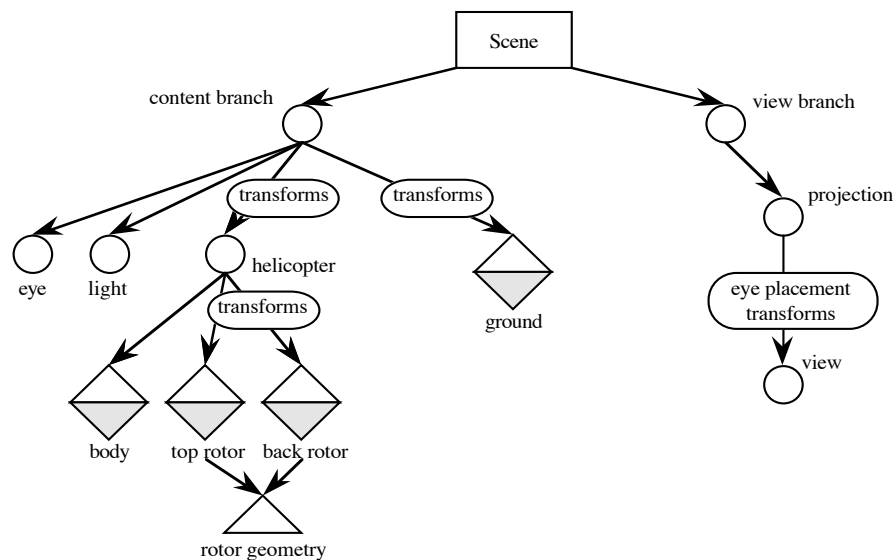 Scene
content branch
view branch
transforms
transforms
projection
eye
light
helicopter
transforms
ground
eye placement
transforms
view
body
top rotor
back rotor
rotor geometry